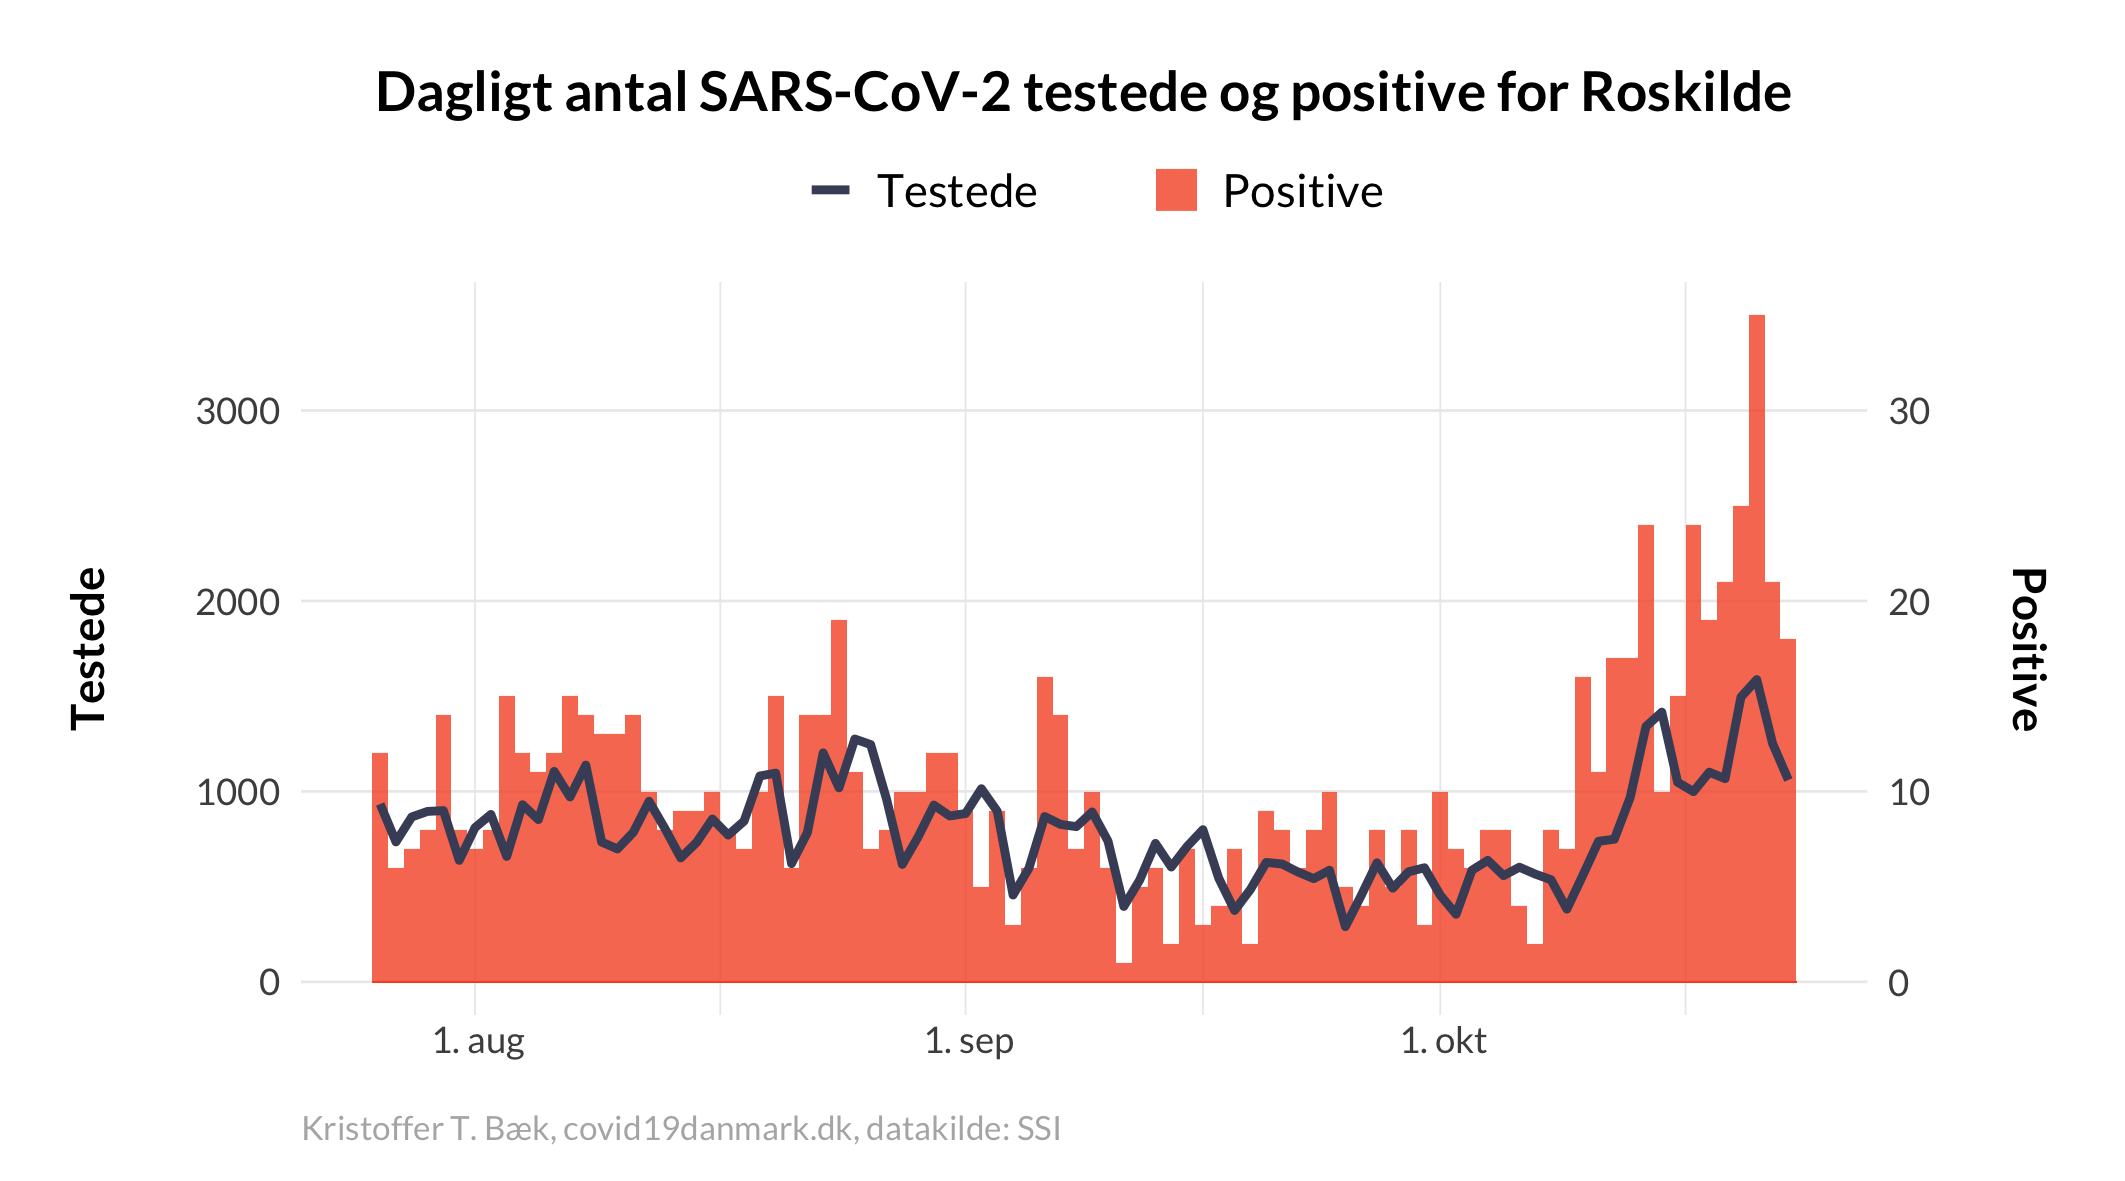 Dagligt antal SARS-CoV-2 testede og positive for Roskilde
Testede
Positive
3000
2000
1000
0
30
20
10
0
Testede
Positive
1. aug
1. sep
1. okt
Kristoffer T. Bæk, covid19danmark.dk, datakilde: SSI